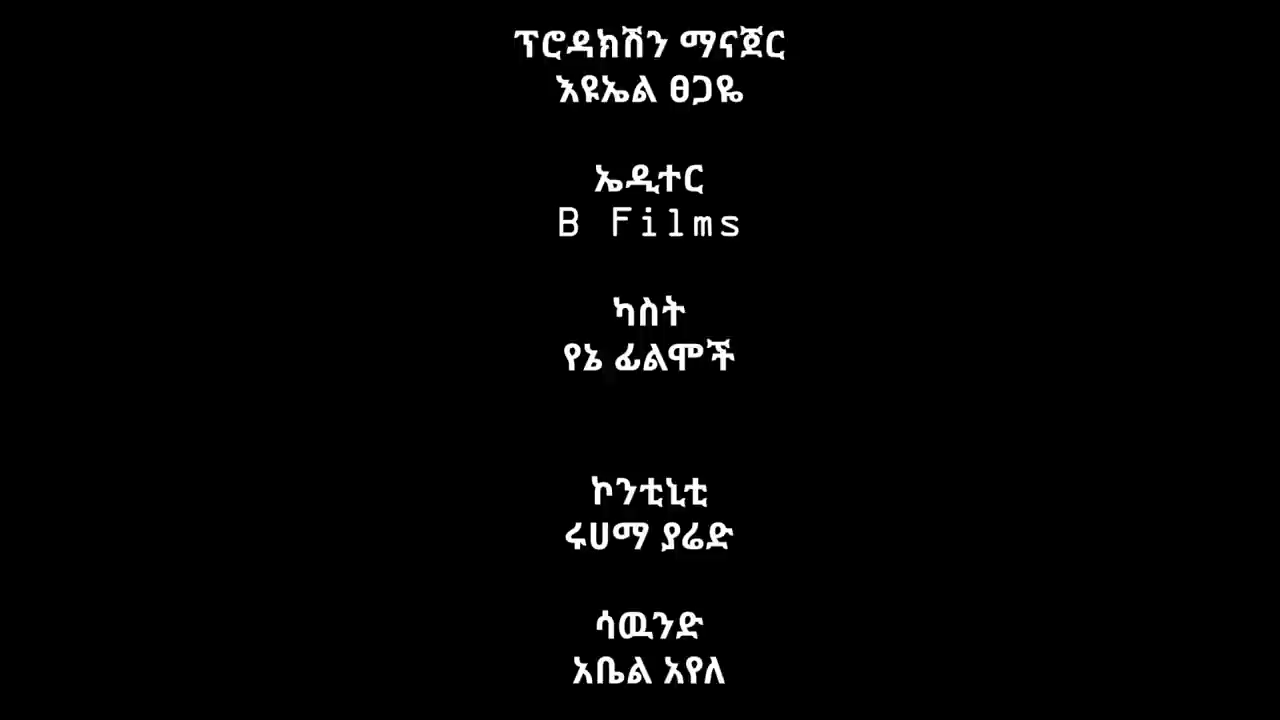 ፕሮዳክሽን ማናጀር
እዩኤል ፀጋዬ
ኤዲተር
B Films
ካስት
የኔ ፊልሞች
ኮንቲኒቲ
ሩሀማ ያሬድ
ሳዉንድ
አቤል አየለ